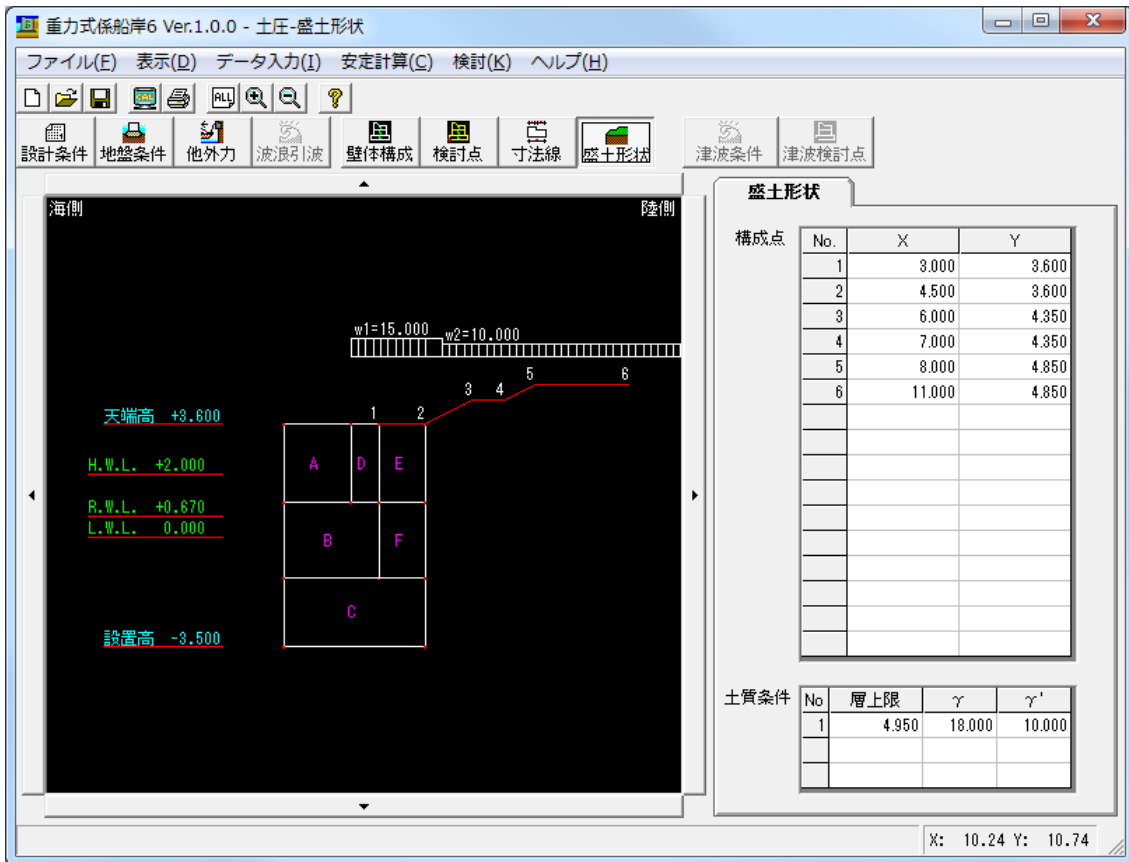 重力式係船岸6 Ver.1.0.0 - 土圧-盛土形状
ファイル(F) 表示(D) データ入力(I) 安定計算(C) 検討(K) ヘルプ(H)
設計条件 地盤条件 他外力 波浪引波 壁体構成 検討点 寸法線 盛土形状 津波条件 津波検討点
海側 陸側
w1=15.000 w2=10.000
5 6
3 4
天端高 +3.600 1 2
H.W.L. +2.000 A D E
R.W.L. +0.670
L.W.L. 0.000 B F
C
設置高 -3.500
盛土形状
構成点 No. X Y
1 3.000 3.600
2 4.500 3.600
3 6.000 4.350
4 7.000 4.350
5 8.000 4.850
6 11.000 4.850
土質条件 No 層上限 γ γ'
1 4.950 18.000 10.000
X: 10.24 Y: 10.74